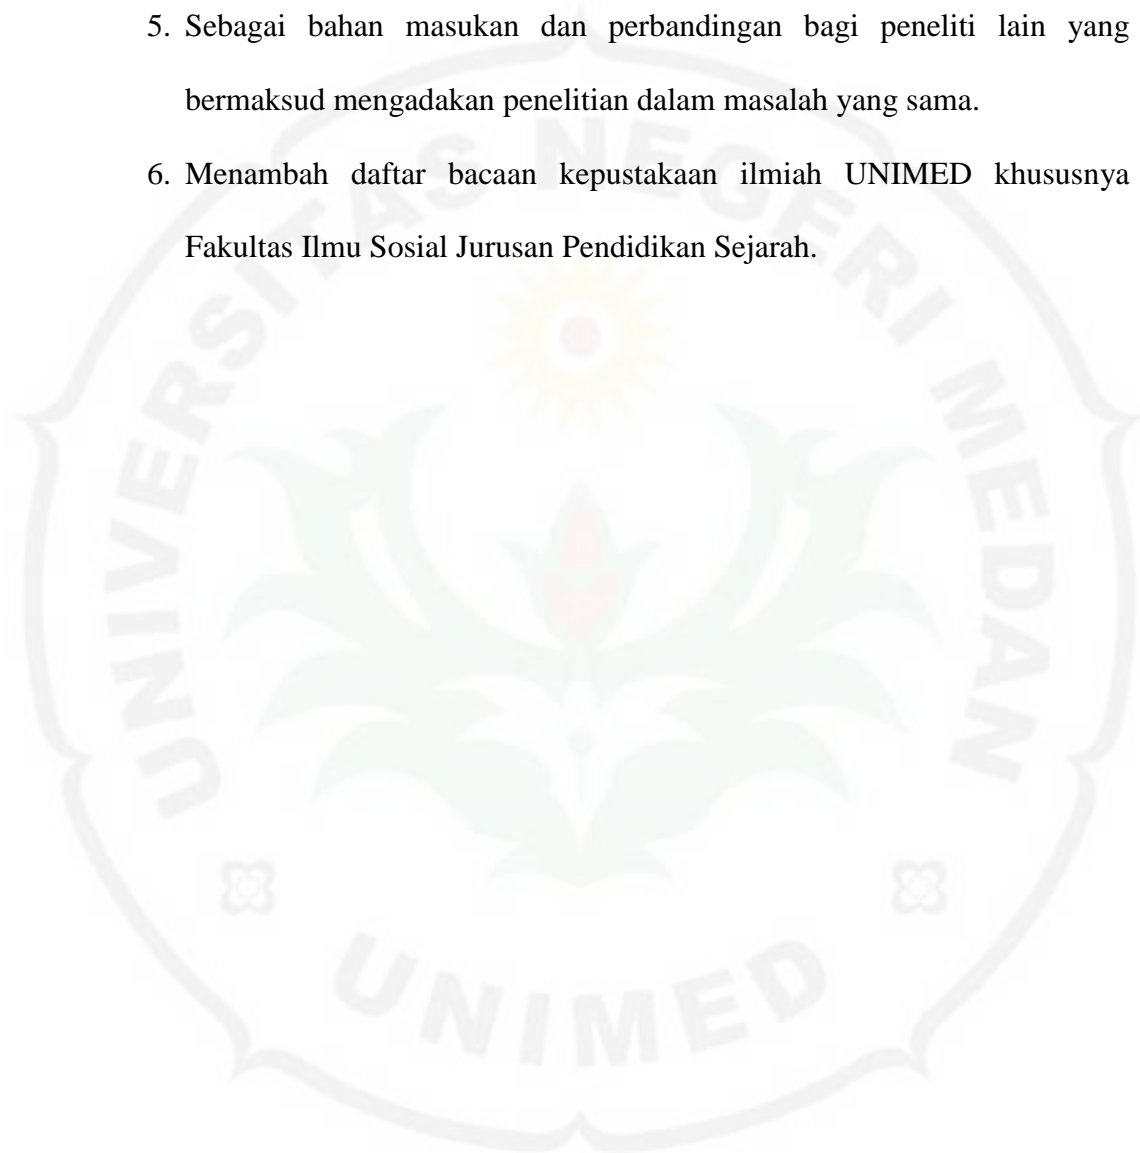 5. Sebagai bahan masukan dan perbandingan bagi peneliti lain yang
bermaksud mengadakan penelitian dalam masalah yang sama.
6. Menambah daftar bacaan kepustakaan ilmiah UNIMED khususnya
Fakultas Ilmu Sosial Jurusan Pendidikan Sejarah.
UNIVERSITAS NEGERI MEDAN
UNIMED